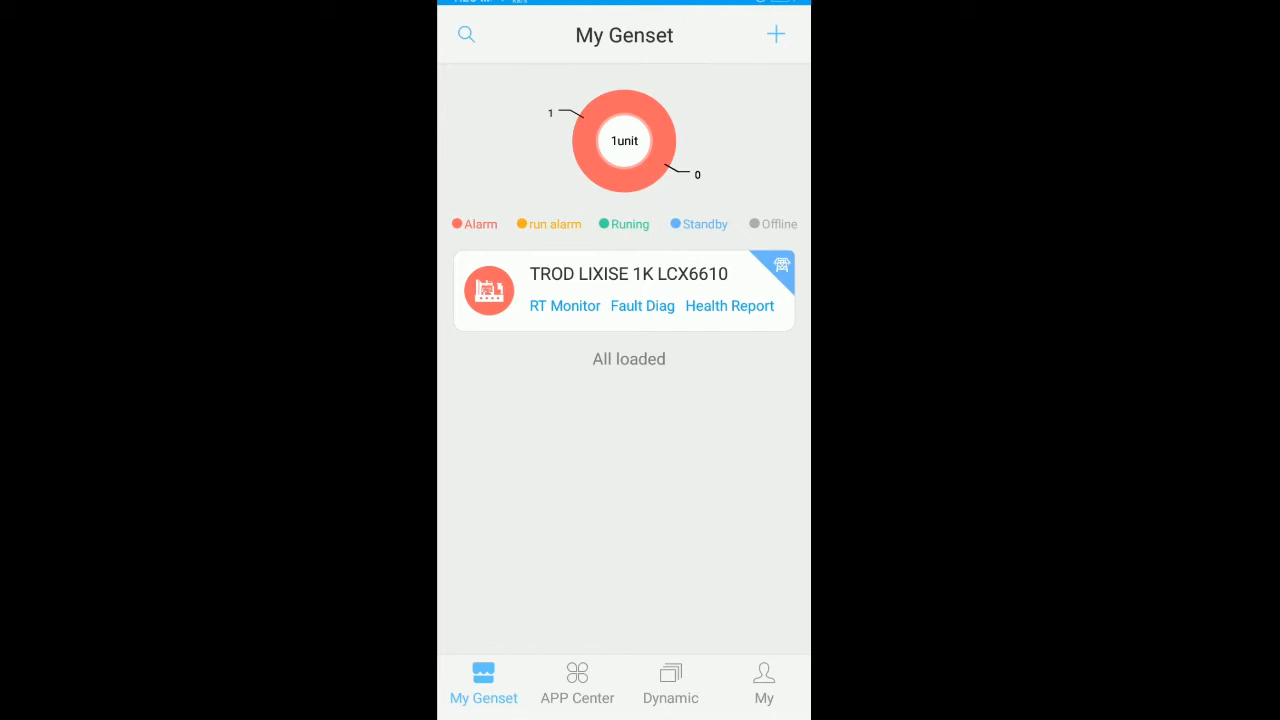 My Genset
1
1unit
0
Alarm run alarm Runing Standby Offline
TROD LIXISE 1K LCX6610
RT Monitor Fault Diag Health Report
All loaded
My Genset APP Center Dynamic My